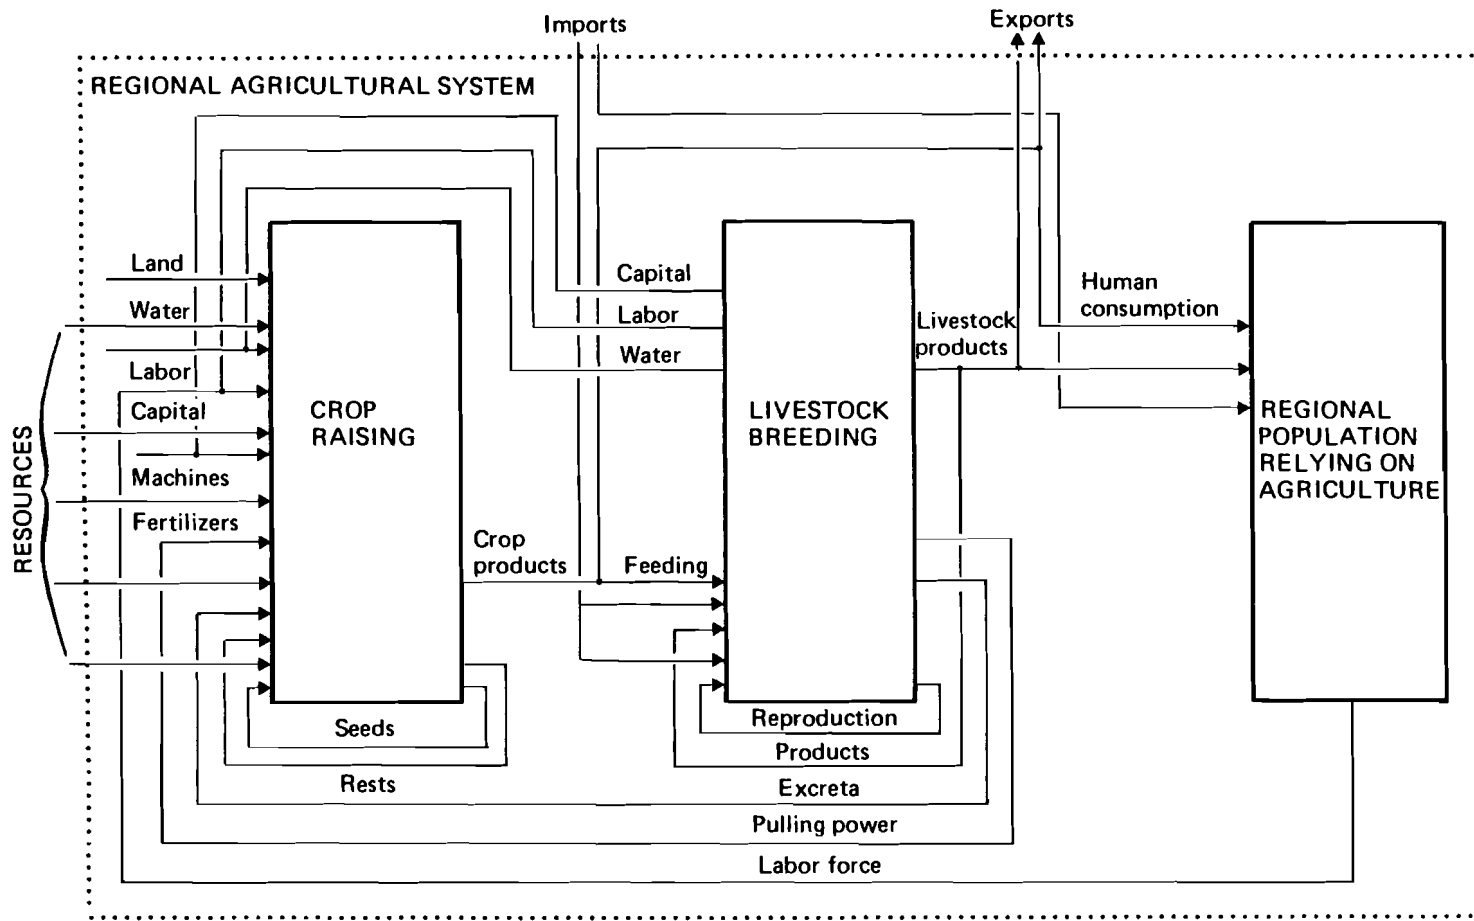 Imports
Exports
REGIONAL AGRICULTURAL SYSTEM
Land
Water
Labor
Capital
Machines
Fertilizers
RESOURCES
CROP
RAISING
Seeds
Rests
Crop
products
Capital
Labor
Water
Feeding
LIVESTOCK
BREEDING
Reproduction
Products
Excreta
Pulling power
Labor force
Livestock
products
Human
consumption
REGIONAL
POPULATION
RELYING ON
AGRICULTURE